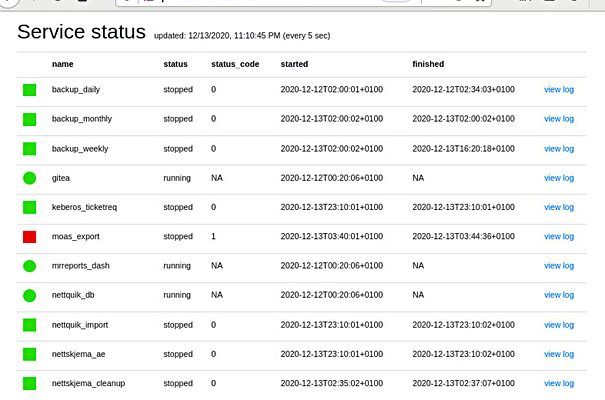 Service status updated: 12/13/2020, 11:10:45 PM (every 5 sec)
name status status_code started finished
backup_daily stopped 0 2020-12-12T02:00:01+0100 2020-12-12T02:34:03+0100 view log
backup_monthly stopped 0 2020-12-13T02:00:02+0100 2020-12-13T02:00:02+0100 view log
backup_weekly stopped 0 2020-12-13T02:00:02+0100 2020-12-13T16:20:18+0100 view log
gitea running NA 2020-12-12T00:20:06+0100 NA view log
keberos_ticketreq stopped 0 2020-12-13T23:10:01+0100 2020-12-13T23:10:01+0100 view log
moas_export stopped 1 2020-12-13T03:40:01+0100 2020-12-13T03:44:36+0100 view log
mrreports_dash running NA 2020-12-12T00:20:06+0100 NA view log
nettquik_db running NA 2020-12-12T00:20:06+0100 NA view log
nettquik_import stopped 0 2020-12-13T23:10:01+0100 2020-12-13T23:10:02+0100 view log
nettskjema_ae stopped 0 2020-12-13T23:10:01+0100 2020-12-13T23:10:02+0100 view log
nettskjema_cleanup stopped 0 2020-12-13T02:35:02+0100 2020-12-13T02:37:07+0100 view log